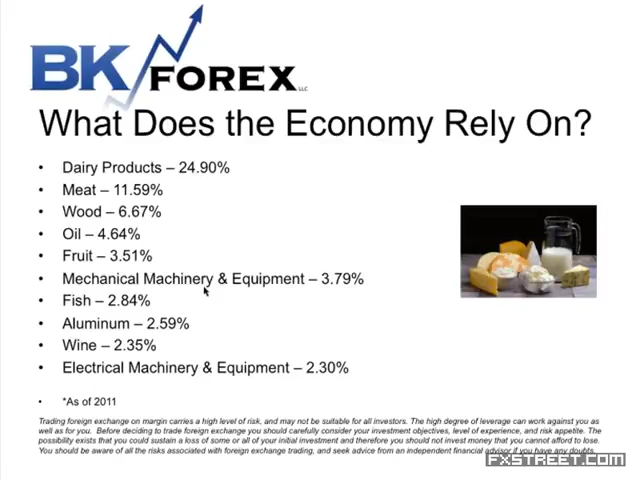 BK FOREX LLC
What Does the Economy Rely On?
• Dairy Products – 24.90%
• Meat – 11.59%
• Wood – 6.67%
• Oil – 4.64%
• Fruit – 3.51%
• Mechanical Machinery & Equipment – 3.79%
• Fish – 2.84%
• Aluminum – 2.59%
• Wine – 2.35%
• Electrical Machinery & Equipment – 2.30%
• *As of 2011
Trading foreign exchange on margin carries a high level of risk, and may not be suitable for all investors. The high degree of leverage can work against you as
well as for you. Before deciding to trade foreign exchange you should carefully consider your investment objectives, level of experience, and risk appetite. The
possibility exists that you could sustain a loss of some or all of your initial investment and therefore you should not invest money that you cannot afford to lose.
You should be aware of all the risks associated with foreign exchange trading, and seek advice from an independent financial advisor if you have any doubts.
FXSTREET.COM